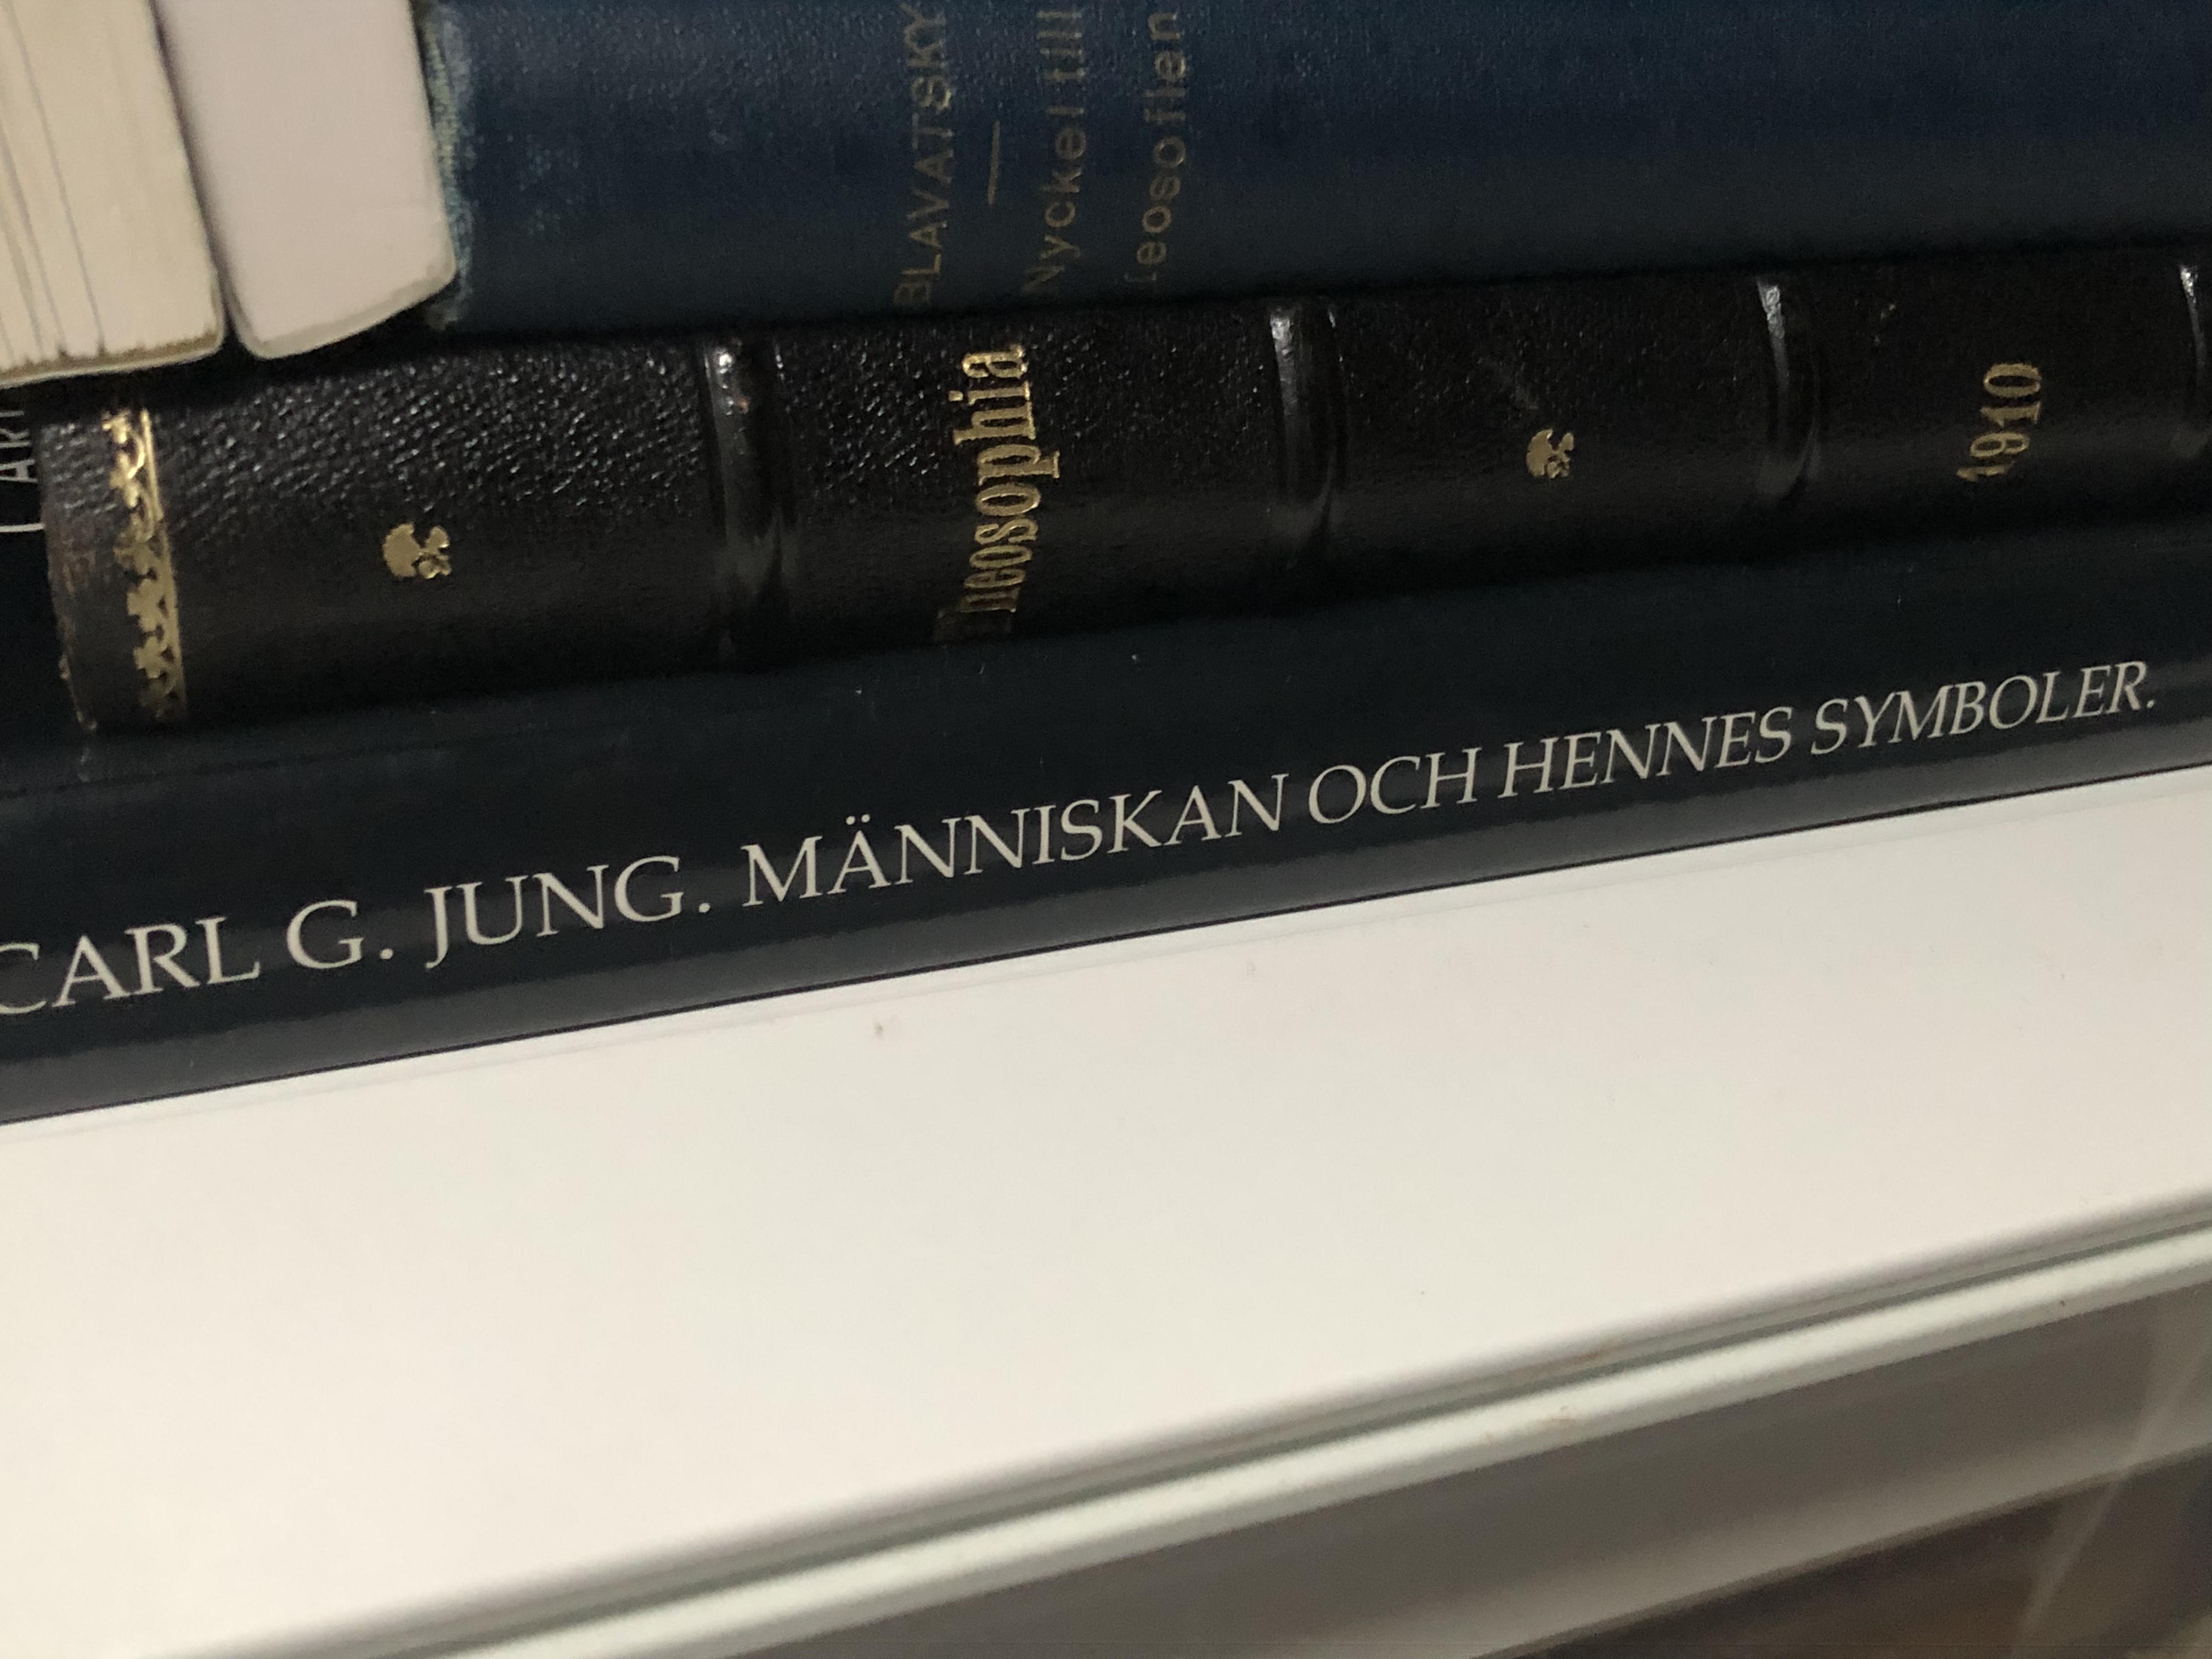 BLAVATSKY
Nyckel till
Teosofien
Theosophia
1910
CARL G. JUNG. MÄNNISKAN OCH HENNES SYMBOLER.